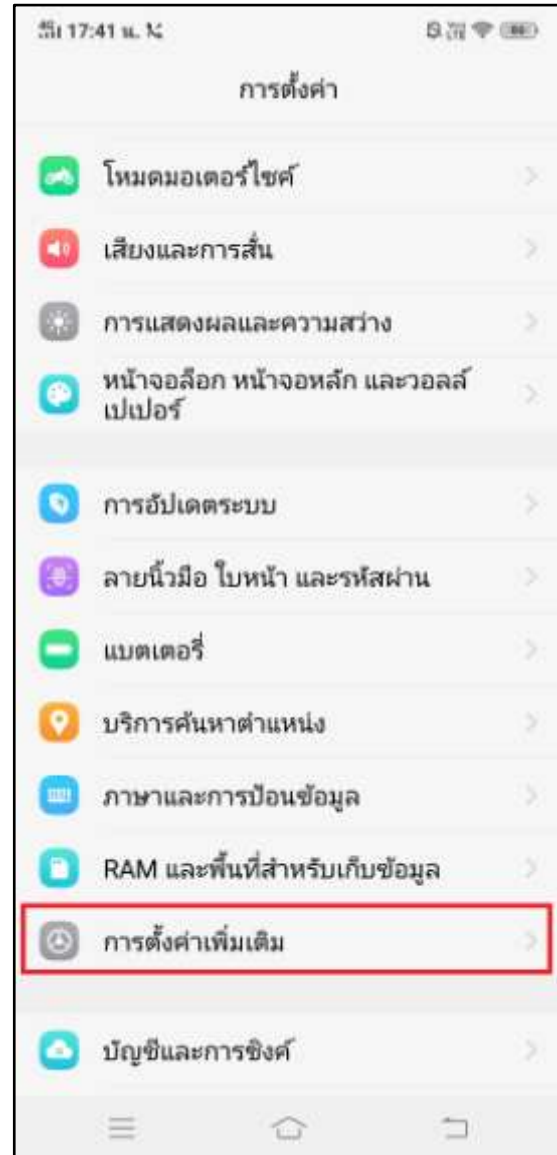 17:41 น.
การตั้งค่า
โหมดมอเตอร์ไซค์
เสียงและการสั่น
การแสดงผลและความสว่าง
หน้าจอล็อก หน้าจอหลัก และวอลล์
เปเปอร์
การอัปเดตระบบ
ลายนิ้วมือ ใบหน้า และรหัสผ่าน
แบตเตอรี่
บริการค้นหาตำแหน่ง
ภาษาและการป้อนข้อมูล
RAM และพื้นที่สำหรับเก็บข้อมูล
การตั้งค่าเพิ่มเติม
บัญชีและการซิงค์